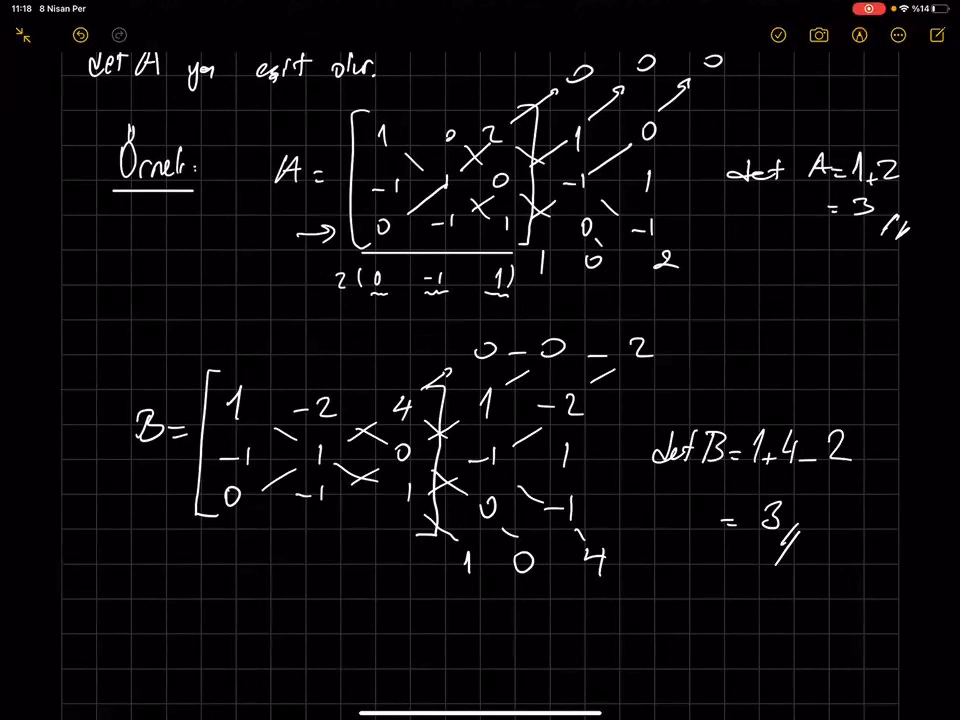 11:18 8 Nisan Per %14
det A ya eşit olur.
0 0 0
Örnek: A = [ 1 0 2 ] 1 0
-1 1 0 -1 1
0 -1 1 0 -1
det A = 1+2
= 3 //
1 0 2
2 ( 0 -1 1 )
0 - 0 - 2
B = [ 1 -2 4 ] 1 -2
-1 1 0 -1 1
0 -1 1 0 -1
det B = 1+4-2
= 3 //
1 0 4